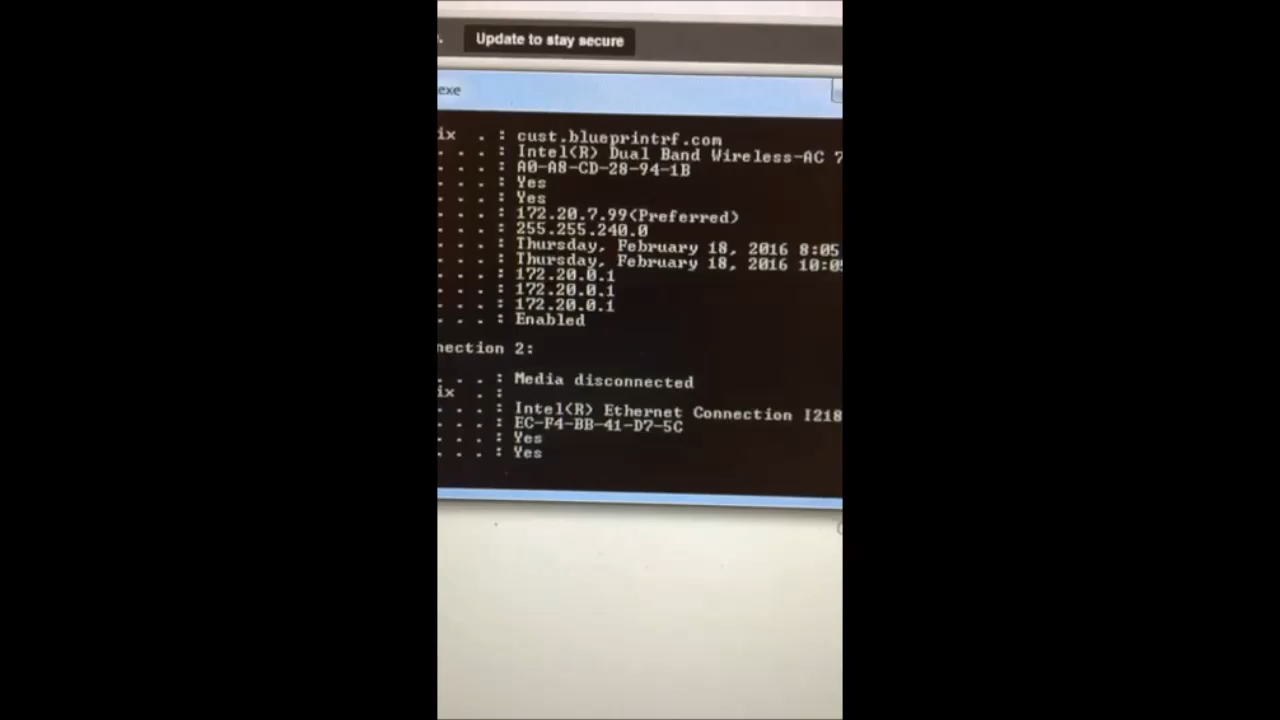 . Update to stay secure
exe
ix . : cust.blueprintrf.com
. . . : Intel(R) Dual Band Wireless-AC 7
. . . : A0-A8-CD-28-94-1B
. . . : Yes
. . . : Yes
. . . : 172.20.7.99(Preferred)
. . . : 255.255.240.0
. . . : Thursday, February 18, 2016 8:05
. . . : Thursday, February 18, 2016 10:05
. . . : 172.20.0.1
. . . : 172.20.0.1
. . . : 172.20.0.1
. . . : Enabled
nection 2:
. . . : Media disconnected
ix . :
. . . : Intel(R) Ethernet Connection I218
. . . : EC-F4-BB-41-D7-5C
. . . : Yes
. . . : Yes